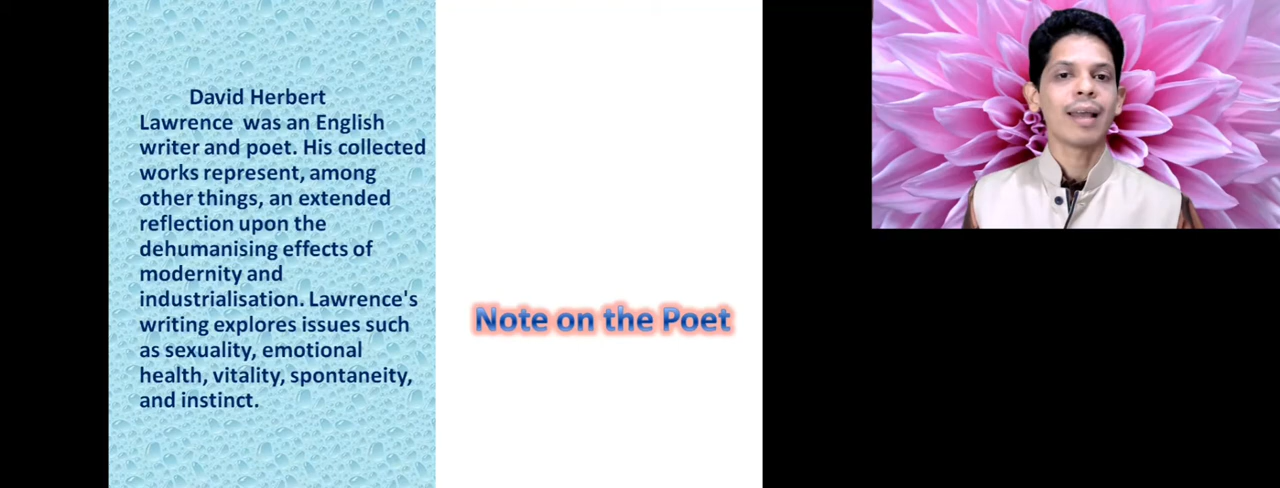 David Herbert
Lawrence was an English
writer and poet. His collected
works represent, among
other things, an extended
reflection upon the
dehumanising effects of
modernity and
industrialisation. Lawrence's
writing explores issues such
as sexuality, emotional
health, vitality, spontaneity,
and instinct.
Note on the Poet